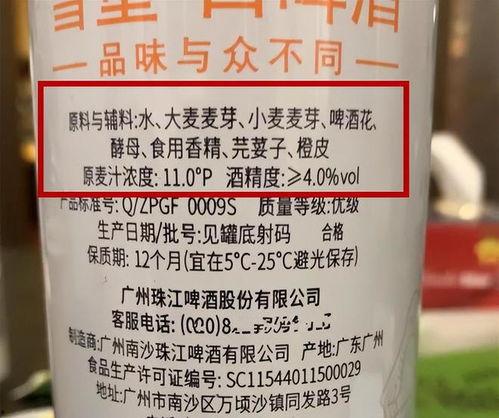 白啤酒
—品味与众不同—
原料与辅料:水、大麦麦芽、小麦麦芽、啤酒花、
酵母、食用香精、芫荽子、橙皮
原麦汁浓度: 11.0°P 酒精度:≥4.0%vol
产品标准号: Q/ZPGF 0009S 质量等级:优级
生产日期/批号:见罐底射码 合格
保质期: 12个月(宜在5°C-25°C避光保存)
广州珠江啤酒股份有限公司
客服电话: (020)8
制造商:广州南沙珠江啤酒有限公司 产地:广东广州
食品生产许可证编号: SC11544011500029
地址:广州市南沙区万顷沙镇同发路3号